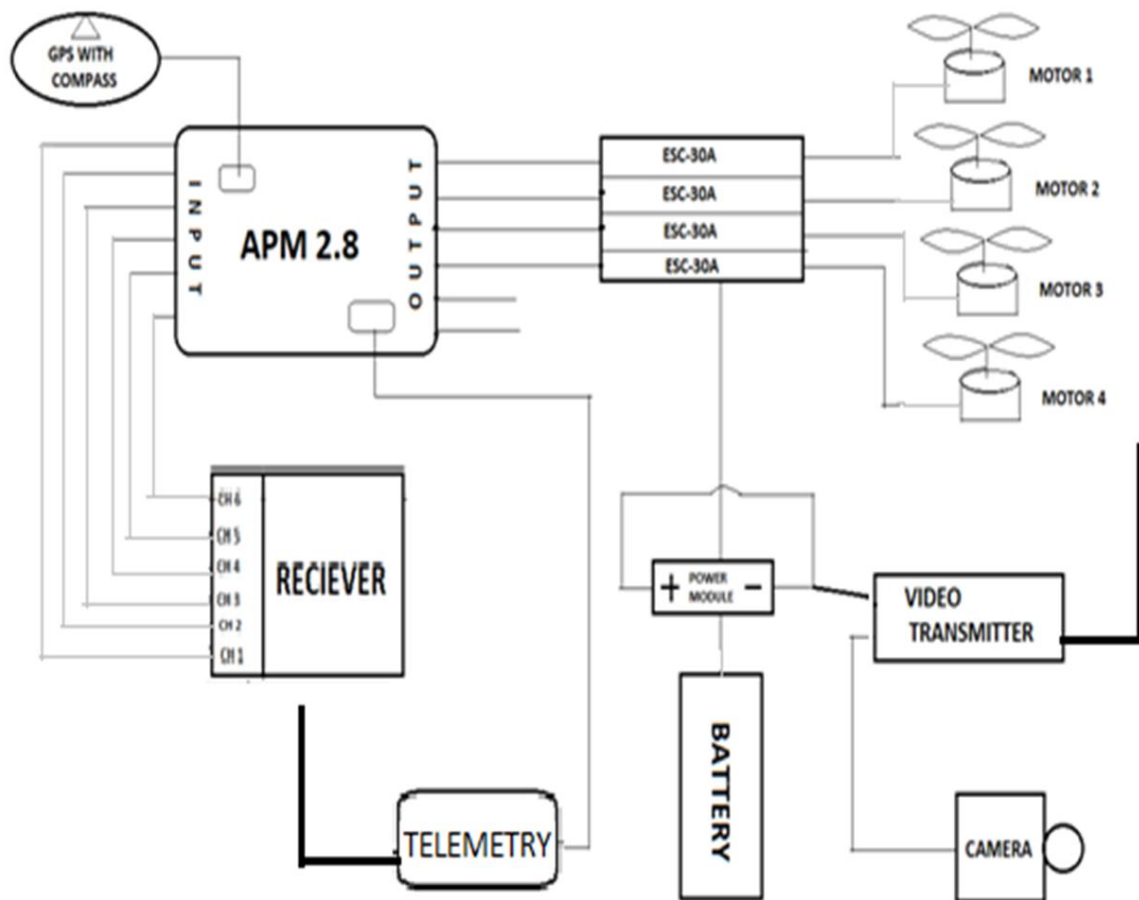 GPS WITH
COMPASS
INPUT
APM 2.8
OUTPUT
ESC-30A
ESC-30A
ESC-30A
ESC-30A
MOTOR 1
MOTOR 2
MOTOR 3
MOTOR 4
CH 6
CH 5
CH 4
CH 3
CH 2
CH 1
RECIEVER
+ POWER −
MODULE
VIDEO
TRANSMITTER
BATTERY
TELEMETRY
CAMERA